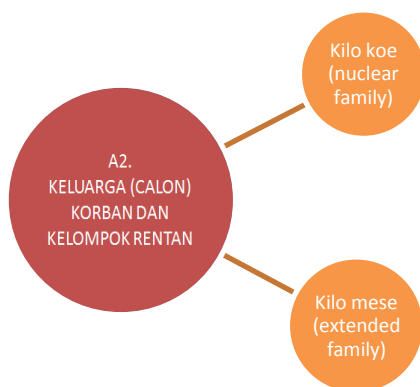 Kilo koe
(nuclear
family)
A2.
KELUARGA (CALON)
KORBAN DAN
KELOMPOK RENTAN
Kilo mese
(extended
family)